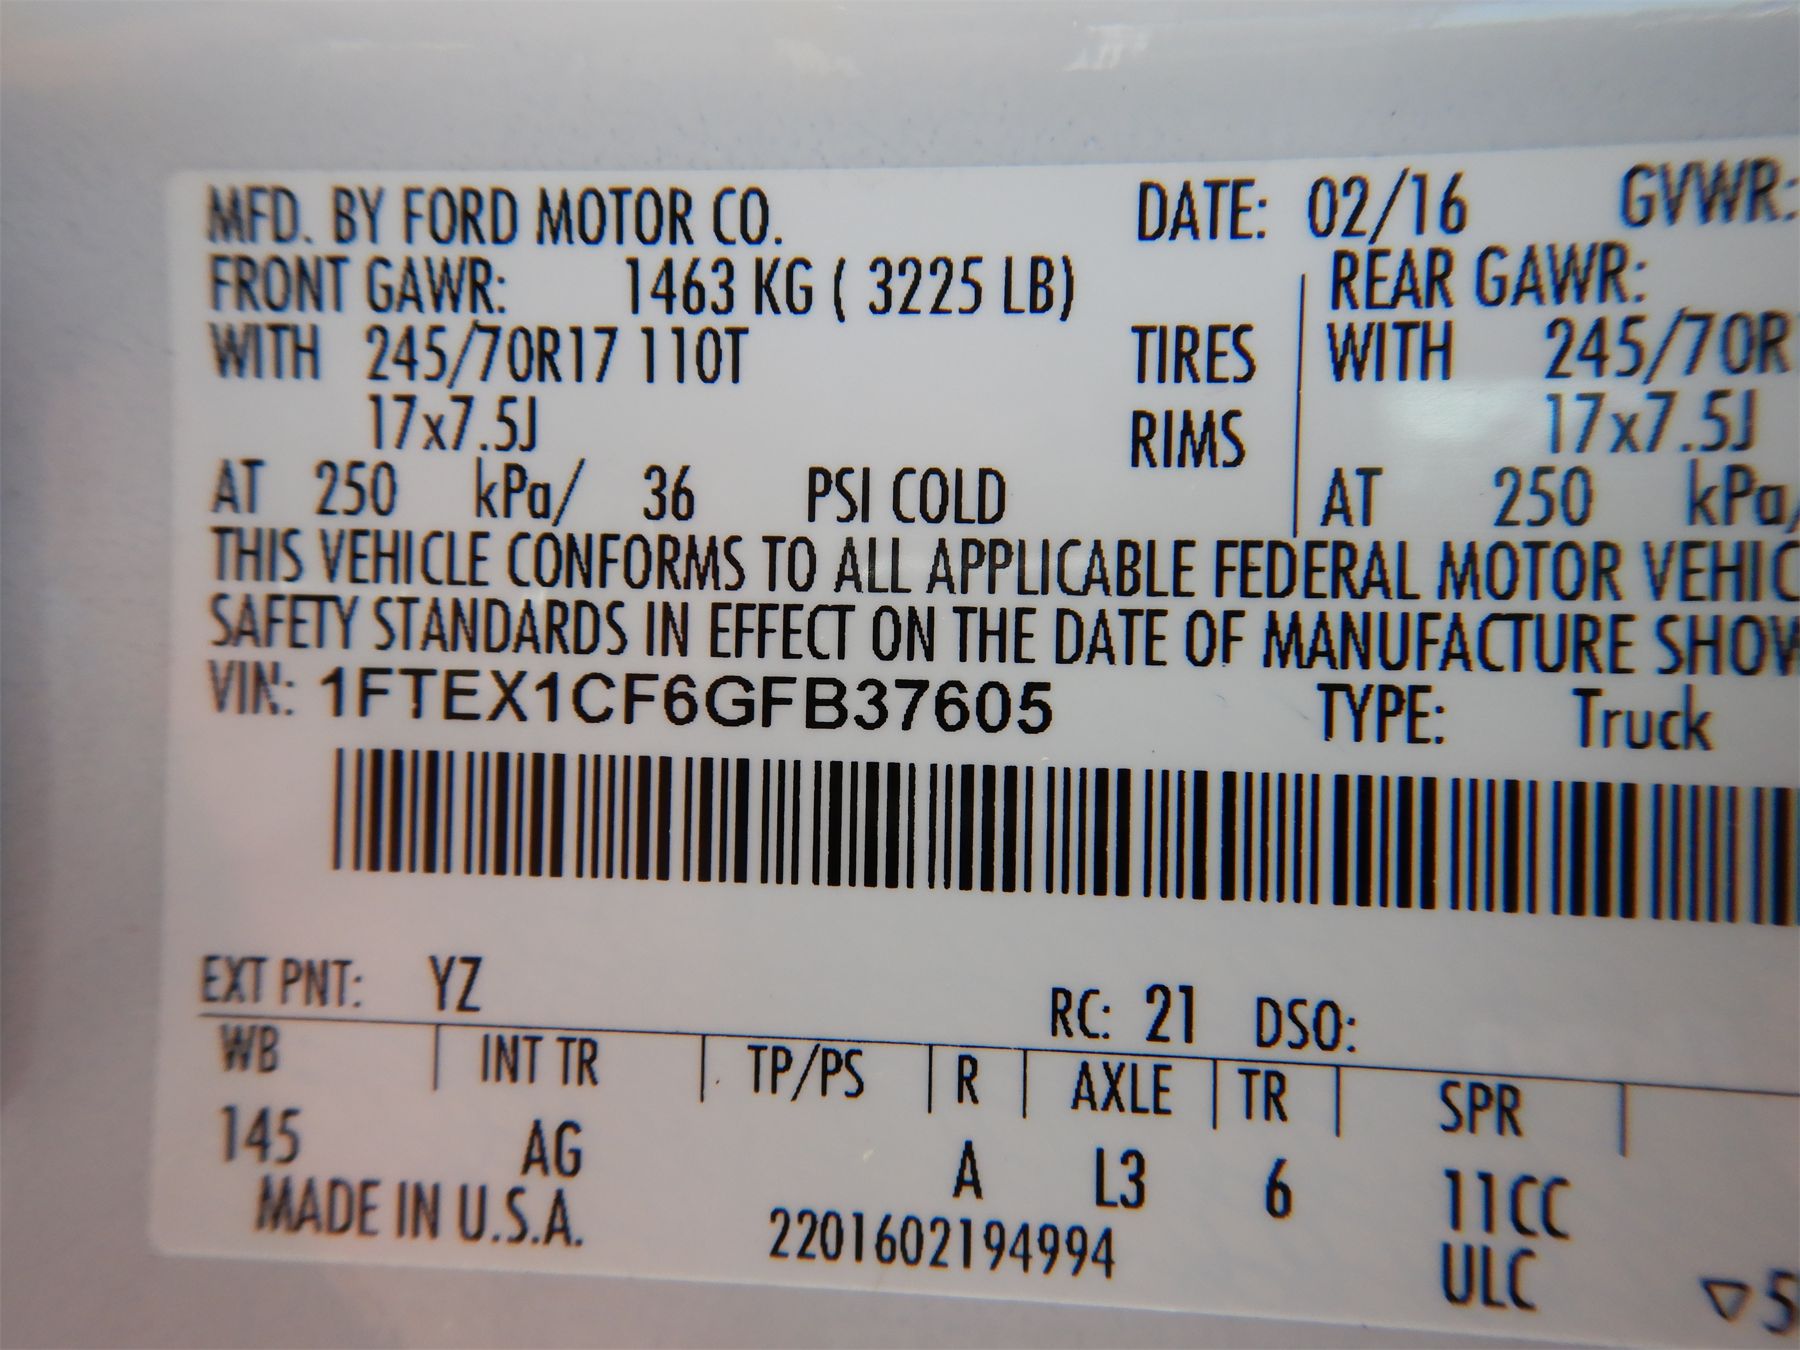 MFD. BY FORD MOTOR CO. DATE: 02/16 GVWR:
FRONT GAWR: 1463 KG ( 3225 LB) REAR GAWR:
WITH 245/70R17 110T TIRES WITH 245/70R
17x7.5J RIMS 17x7.5J
AT 250 kPa/ 36 PSI COLD AT 250 kPa/
THIS VEHICLE CONFORMS TO ALL APPLICABLE FEDERAL MOTOR VEHIC
SAFETY STANDARDS IN EFFECT ON THE DATE OF MANUFACTURE SHOW
VIN: 1FTEX1CF6GFB37605 TYPE: Truck
EXT PNT: YZ RC: 21 DSO:
WB INT TR TP/PS R AXLE TR SPR
145 AG A L3 6 11CC
MADE IN U.S.A. 2201602194994 ULC
▽5